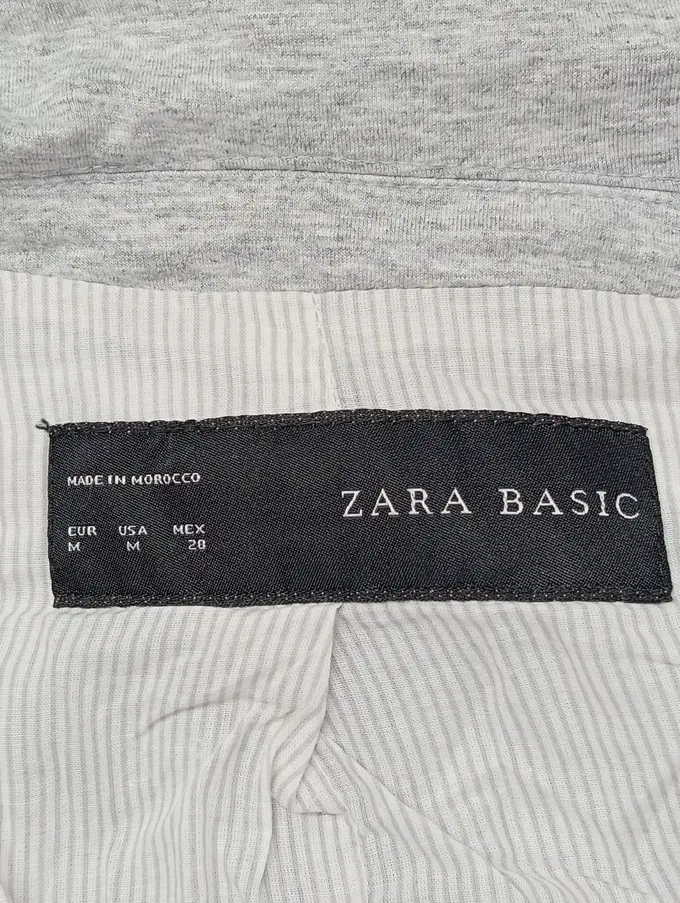 MADE IN MOROCCO
ZARA BASIC
EUR USA MEX
M M 28